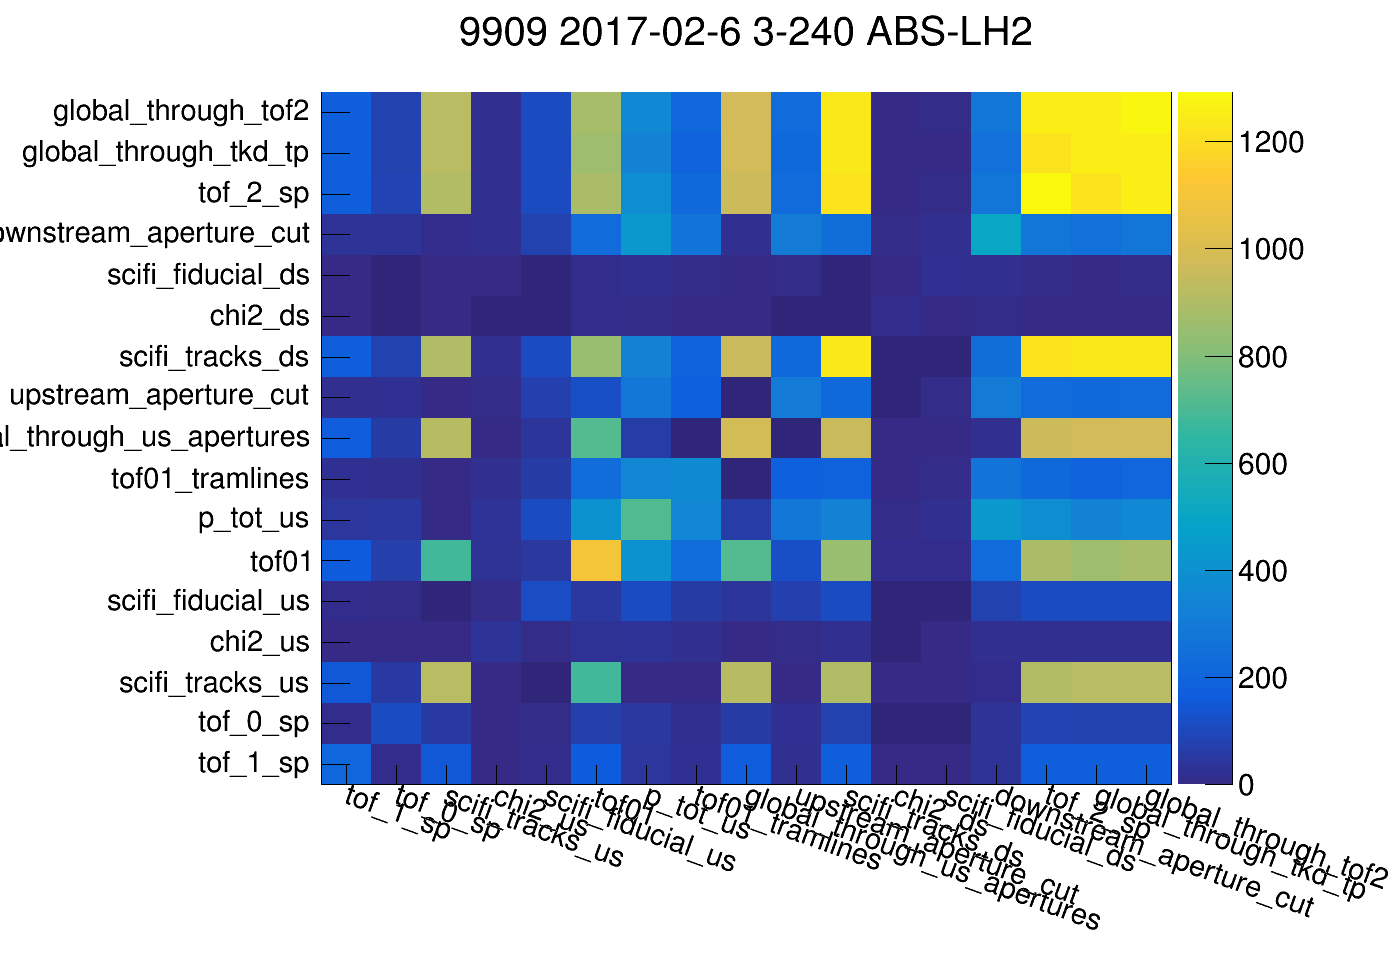 9909 2017-02-6 3-240 ABS-LH2
global_through_tof2
global_through_tkd_tp
tof_2_sp
ownstream_aperture_cut
scifi_fiducial_ds
chi2_ds
scifi_tracks_ds
upstream_aperture_cut
al_through_us_apertures
tof01_tramlines
p_tot_us
tof01
scifi_fiducial_us
chi2_us
scifi_tracks_us
tof_0_sp
tof_1_sp
1200
1000
800
600
400
200
0
tof_1_sp
tof_0_sp
scifi_tracks_us
chi2_us
scifi_fiducial_us
tof01
p_tot_us
tof01_tramlines
global_through_us_apertures
upstream_aperture_cut
scifi_tracks_ds
chi2_ds
scifi_fiducial_ds
downstream_aperture_cut
tof_2_sp
global_through_tkd_tp
global_through_tof2